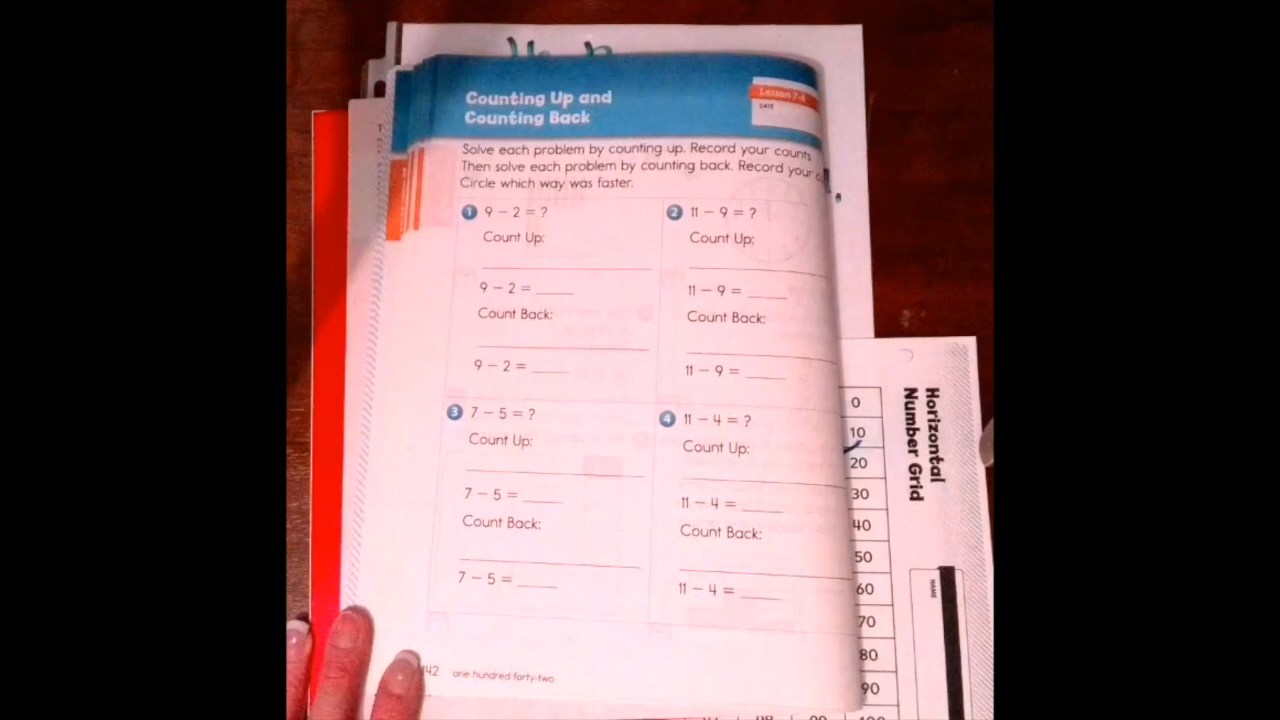 Counting Up and
Counting Back
Lesson 7-4
DATE
Solve each problem by counting up. Record your counts
Then solve each problem by counting back. Record your
Circle which way was faster.
1 9 – 2 = ?
Count Up:
9 – 2 =
Count Back:
9 – 2 =
2 11 – 9 = ?
Count Up:
11 – 9 =
Count Back:
11 – 9 =
3 7 – 5 = ?
Count Up:
7 – 5 =
Count Back:
7 – 5 =
4 11 – 4 = ?
Count Up:
11 – 4 =
Count Back:
11 – 4 =
142 one hundred forty-two
Horizontal
Number Grid
NAME
0
10
20
30
40
50
60
70
80
90